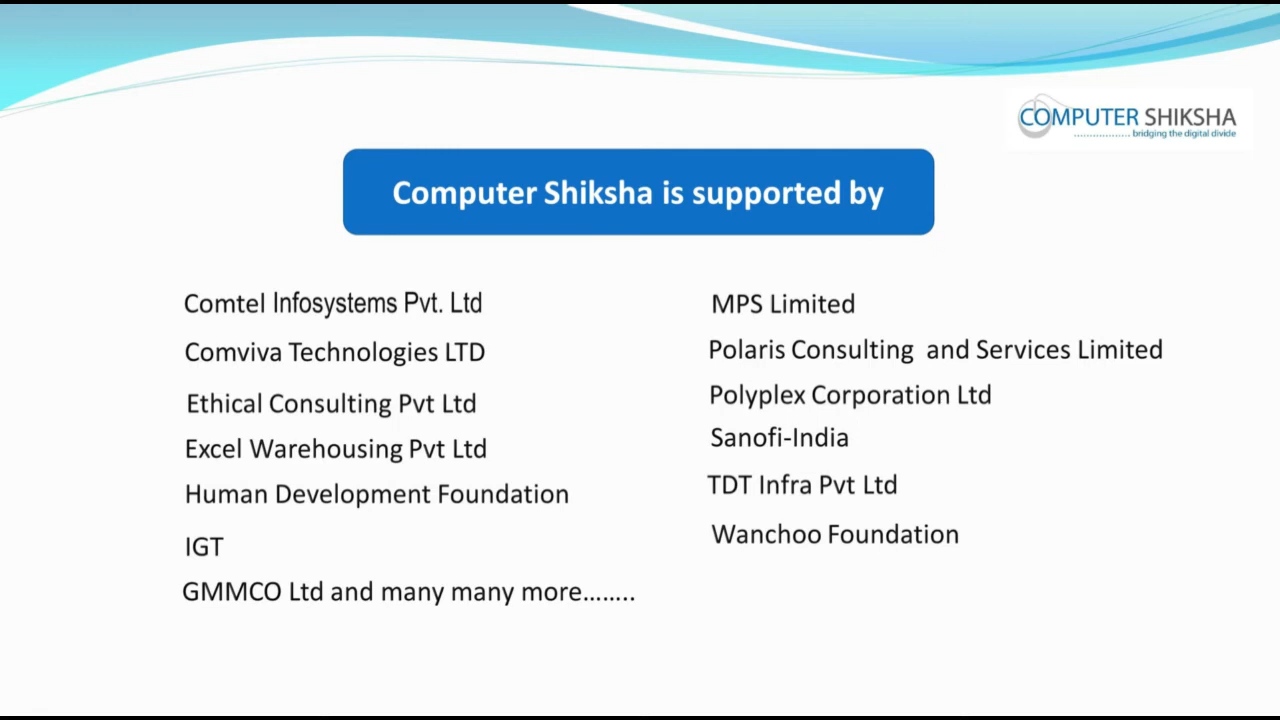 COMPUTER SHIKSHA
.................. bridging the digital divide
Computer Shiksha is supported by
Comtel Infosystems Pvt. Ltd
Comviva Technologies LTD
Ethical Consulting Pvt Ltd
Excel Warehousing Pvt Ltd
Human Development Foundation
IGT
GMMCO Ltd and many many more........
MPS Limited
Polaris Consulting  and Services Limited
Polyplex Corporation Ltd
Sanofi-India
TDT Infra Pvt Ltd
Wanchoo Foundation